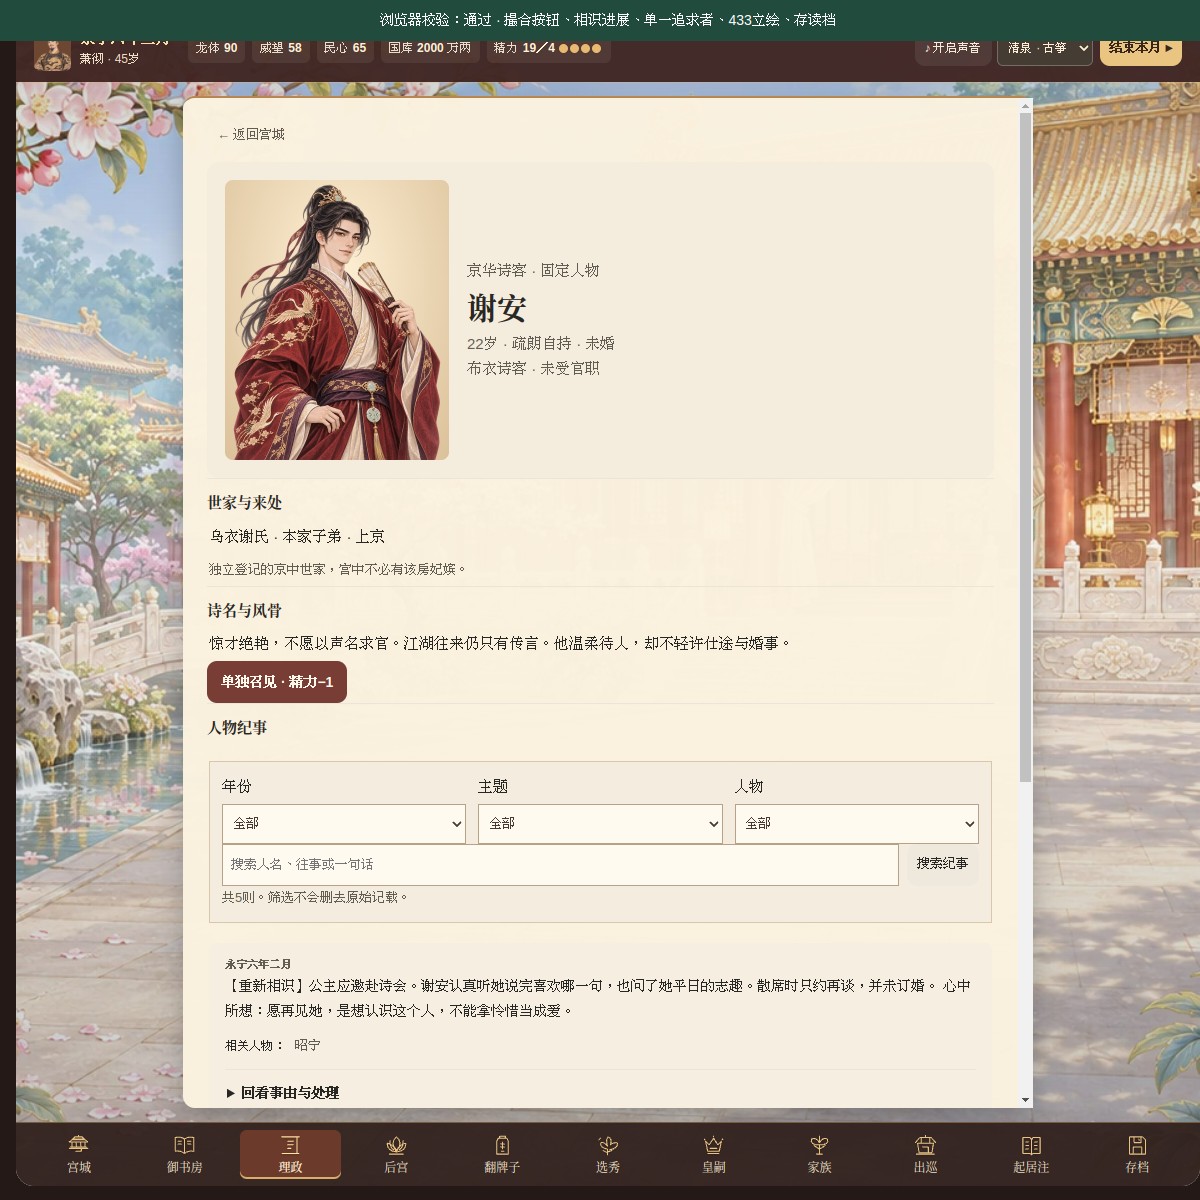 浏览器校验：通过 · 撮合按钮、相识进展、单一追求者、433立绘、存读档
萧彻 · 45岁
龙体 90
威望 58
民心 65
国库 2000 万两
精力 19／4
♪开启声音
清泉 · 古筝
结束本月 ▸
← 返回宫城
京华诗客 · 固定人物
谢安
22岁 · 疏朗自持 · 未婚
布衣诗客 · 未受官职
世家与来处
乌衣谢氏 · 本家子弟 · 上京
独立登记的京中世家，宫中不必有该房妃嫔。
诗名与风骨
惊才绝艳，不愿以声名求官。江湖往来仍只有传言。他温柔待人，却不轻许仕途与婚事。
单独召见 · 精力−1
人物纪事
年份 主题 人物
全部 全部 全部
搜索人名、往事或一句话 搜索纪事
共5则。筛选不会删去原始记载。
永宁六年二月
【重新相识】公主应邀赴诗会。谢安认真听她说完喜欢哪一句，也问了她平日的志趣。散席时只约再谈，并未订婚。 心中
所想：愿再见她，是想认识这个人，不能拿怜惜当成爱。
相关人物： 昭宁
▸ 回看事由与处理
宫城 御书房 理政 后宫 翻牌子 选秀 皇嗣 家族 出巡 起居注 存档